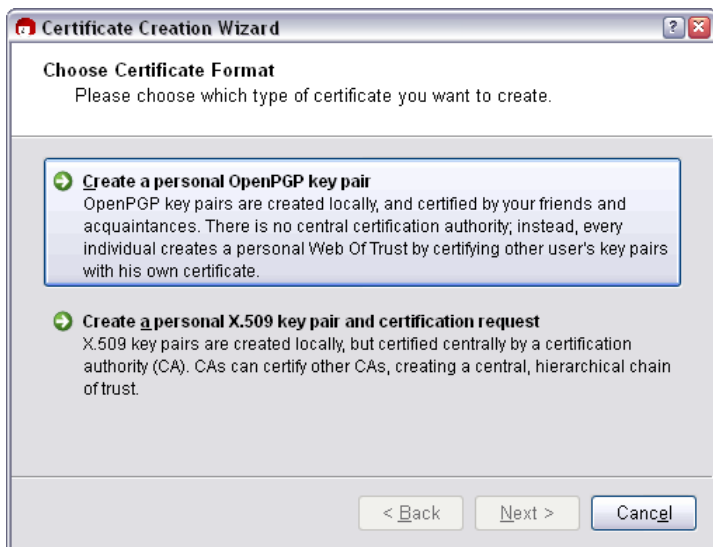 Certificate Creation Wizard
Choose Certificate Format
Please choose which type of certificate you want to create.
Create a personal OpenPGP key pair
OpenPGP key pairs are created locally, and certified by your friends and
acquaintances. There is no central certification authority; instead, every
individual creates a personal Web Of Trust by certifying other user's key pairs
with his own certificate.
Create a personal X.509 key pair and certification request
X.509 key pairs are created locally, but certified centrally by a certification
authority (CA). CAs can certify other CAs, creating a central, hierarchical chain
of trust.
< Back Next > Cancel